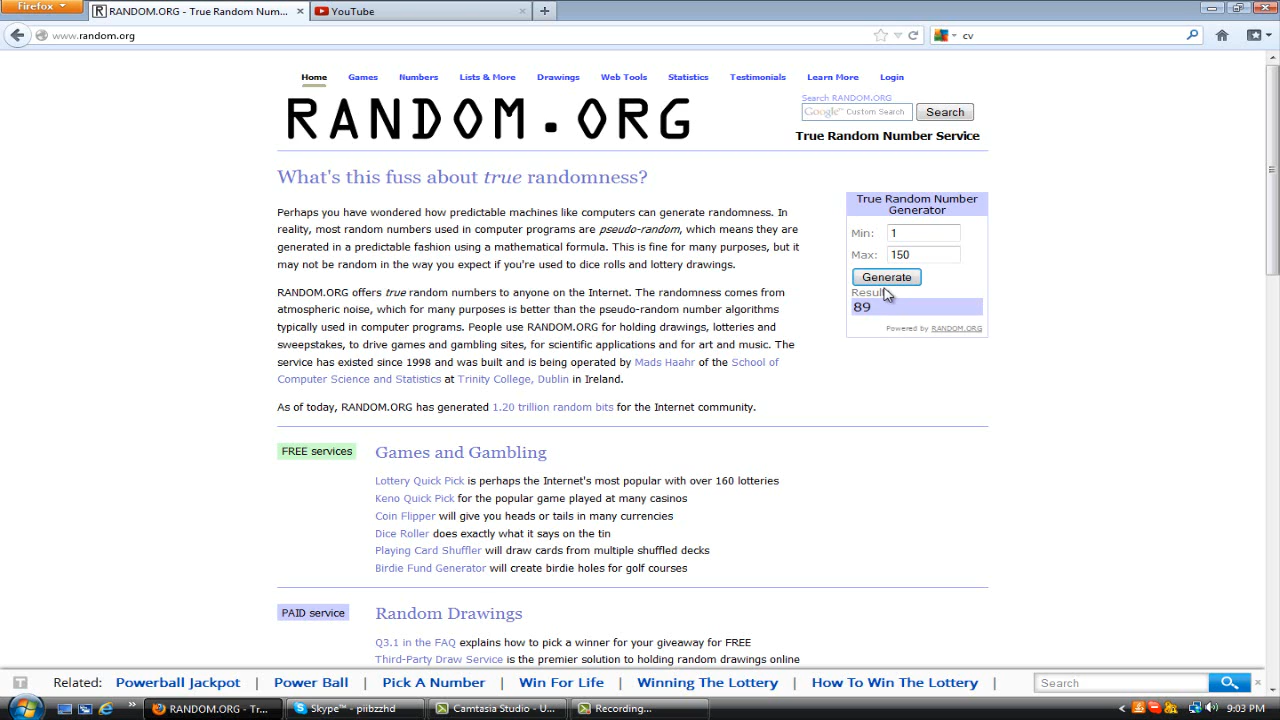 Firefox
RANDOM.ORG - True Random Num...
YouTube
www.random.org
cv
Home Games Numbers Lists & More Drawings Web Tools Statistics Testimonials Learn More Login
RANDOM.ORG
Search RANDOM.ORG
Google™ Custom Search Search
True Random Number Service
What's this fuss about true randomness?
Perhaps you have wondered how predictable machines like computers can generate randomness. In
reality, most random numbers used in computer programs are pseudo-random, which means they are
generated in a predictable fashion using a mathematical formula. This is fine for many purposes, but it
may not be random in the way you expect if you're used to dice rolls and lottery drawings.
RANDOM.ORG offers true random numbers to anyone on the Internet. The randomness comes from
atmospheric noise, which for many purposes is better than the pseudo-random number algorithms
typically used in computer programs. People use RANDOM.ORG for holding drawings, lotteries and
sweepstakes, to drive games and gambling sites, for scientific applications and for art and music. The
service has existed since 1998 and was built and is being operated by Mads Haahr of the School of
Computer Science and Statistics at Trinity College, Dublin in Ireland.
As of today, RANDOM.ORG has generated 1.20 trillion random bits for the Internet community.
True Random Number
Generator
Min: 1
Max: 150
Generate
Result:
89
Powered by RANDOM.ORG
FREE services
Games and Gambling
Lottery Quick Pick is perhaps the Internet's most popular with over 160 lotteries
Keno Quick Pick for the popular game played at many casinos
Coin Flipper will give you heads or tails in many currencies
Dice Roller does exactly what it says on the tin
Playing Card Shuffler will draw cards from multiple shuffled decks
Birdie Fund Generator will create birdie holes for golf courses
PAID service
Random Drawings
Q3.1 in the FAQ explains how to pick a winner for your giveaway for FREE
Third-Party Draw Service is the premier solution to holding random drawings online
Related: Powerball Jackpot | Power Ball | Pick A Number | Win For Life | Winning The Lottery | How To Win The Lottery |
Search
RANDOM.ORG - Tr...
Skype™ - piibzzhd
Camtasia Studio - U...
Recording...
9:03 PM